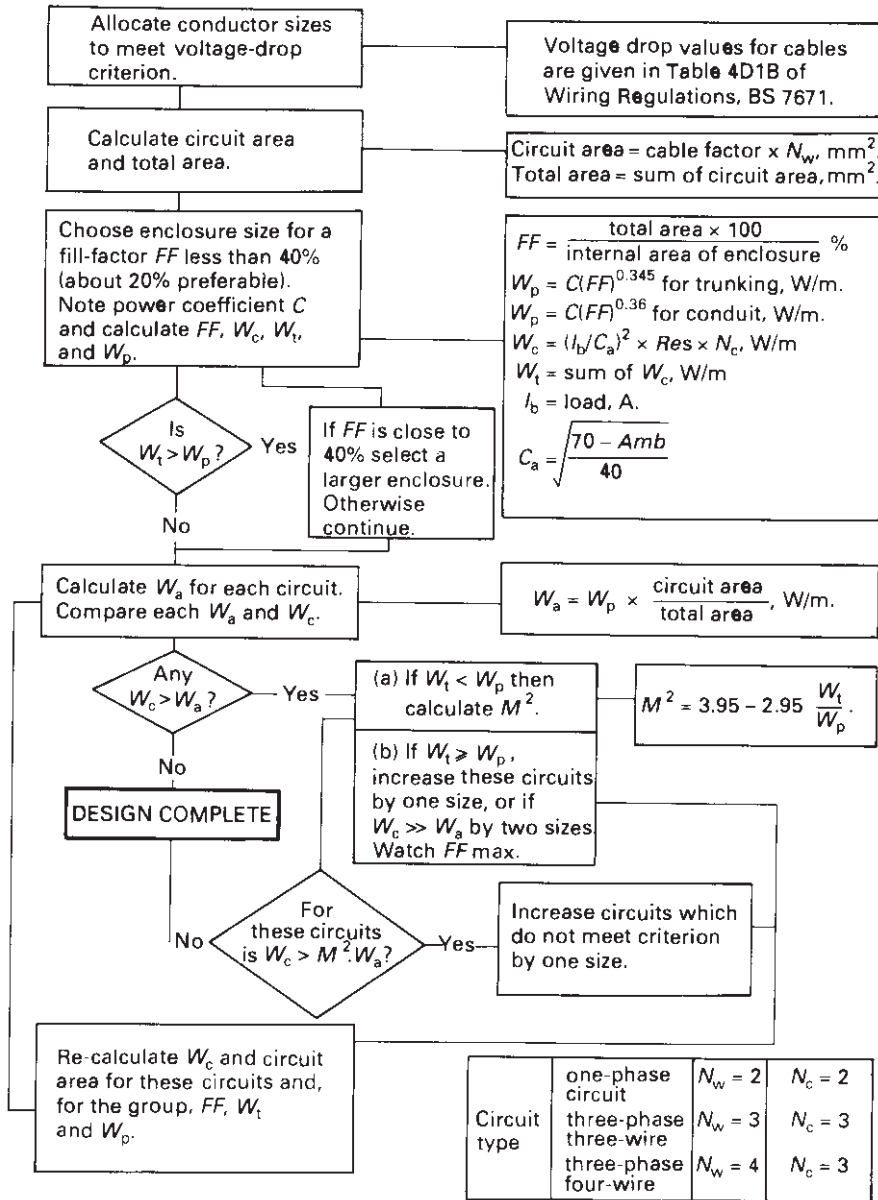 Allocate conductor sizes
to meet voltage-drop
criterion.
Voltage drop values for cables
are given in Table 4D1B of
Wiring Regulations, BS 7671.
Calculate circuit area
and total area.
Circuit area = cable factor x N_w, mm².
Total area = sum of circuit area, mm².
Choose enclosure size for a
fill-factor FF less than 40%
(about 20% preferable).
Note power coefficient C
and calculate FF, W_c, W_t,
and W_p.
FF = total area × 100 / internal area of enclosure %
W_p = C(FF)^0.345 for trunking, W/m.
W_p = C(FF)^0.36 for conduit, W/m.
W_c = (I_b/C_a)² × Res × N_c, W/m
W_t = sum of W_c, W/m
I_b = load, A.
C_a = √((70 − Amb) / 40)
Is
W_t > W_p?
Yes
No
If FF is close to
40% select a
larger enclosure.
Otherwise
continue.
Calculate W_a for each circuit.
Compare each W_a and W_c.
W_a = W_p × circuit area / total area, W/m.
Any
W_c > W_a?
Yes
No
(a) If W_t < W_p then
calculate M².
M² = 3.95 − 2.95 W_t / W_p.
(b) If W_t ⩾ W_p,
increase these circuits
by one size, or if
W_c ≫ W_a by two sizes.
Watch FF max.
DESIGN COMPLETE
For
these circuits
is W_c > M².W_a?
No
Yes
Increase circuits which
do not meet criterion
by one size.
Re-calculate W_c and circuit
area for these circuits and,
for the group, FF, W_t
and W_p.
Circuit
type
one-phase
circuit
N_w = 2
N_c = 2
three-phase
three-wire
N_w = 3
N_c = 3
three-phase
four-wire
N_w = 4
N_c = 3